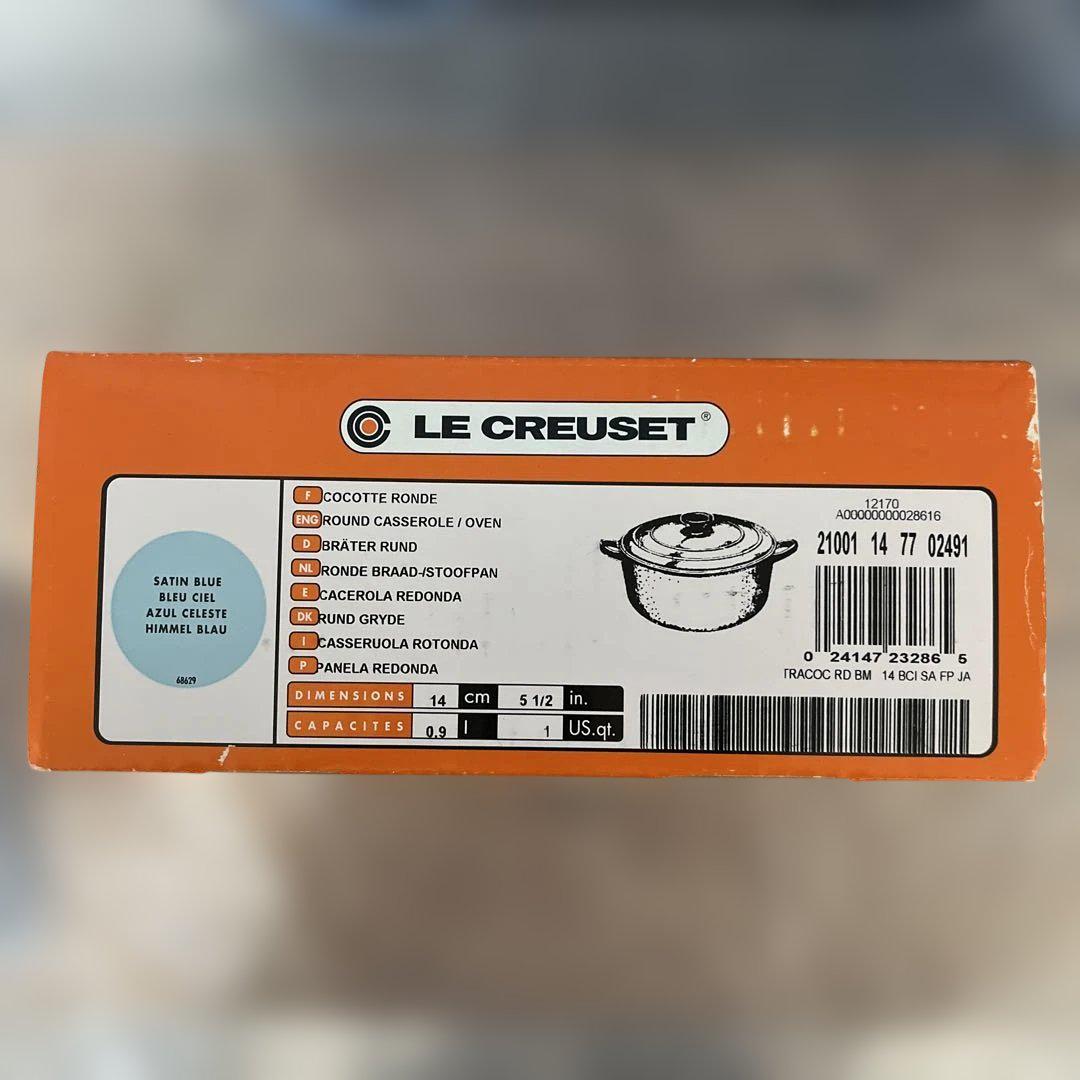 LE CREUSET®
SATIN BLUE
BLEU CIEL
AZUL CELESTE
HIMMEL BLAU
68629
F COCOTTE RONDE
ENG ROUND CASSEROLE / OVEN
D BRÄTER RUND
NL RONDE BRAAD-/STOOFPAN
E CACEROLA REDONDA
DK RUND GRYDE
I CASSERUOLA ROTONDA
P PANELA REDONDA
DIMENSIONS 14 cm 5 1/2 in.
CAPACITES 0,9 l 1 US.qt.
12170
A00000000028616
21001 14 77 02491
0 24147 23286 5
TRACOC RD BM 14 BCI SA FP JA